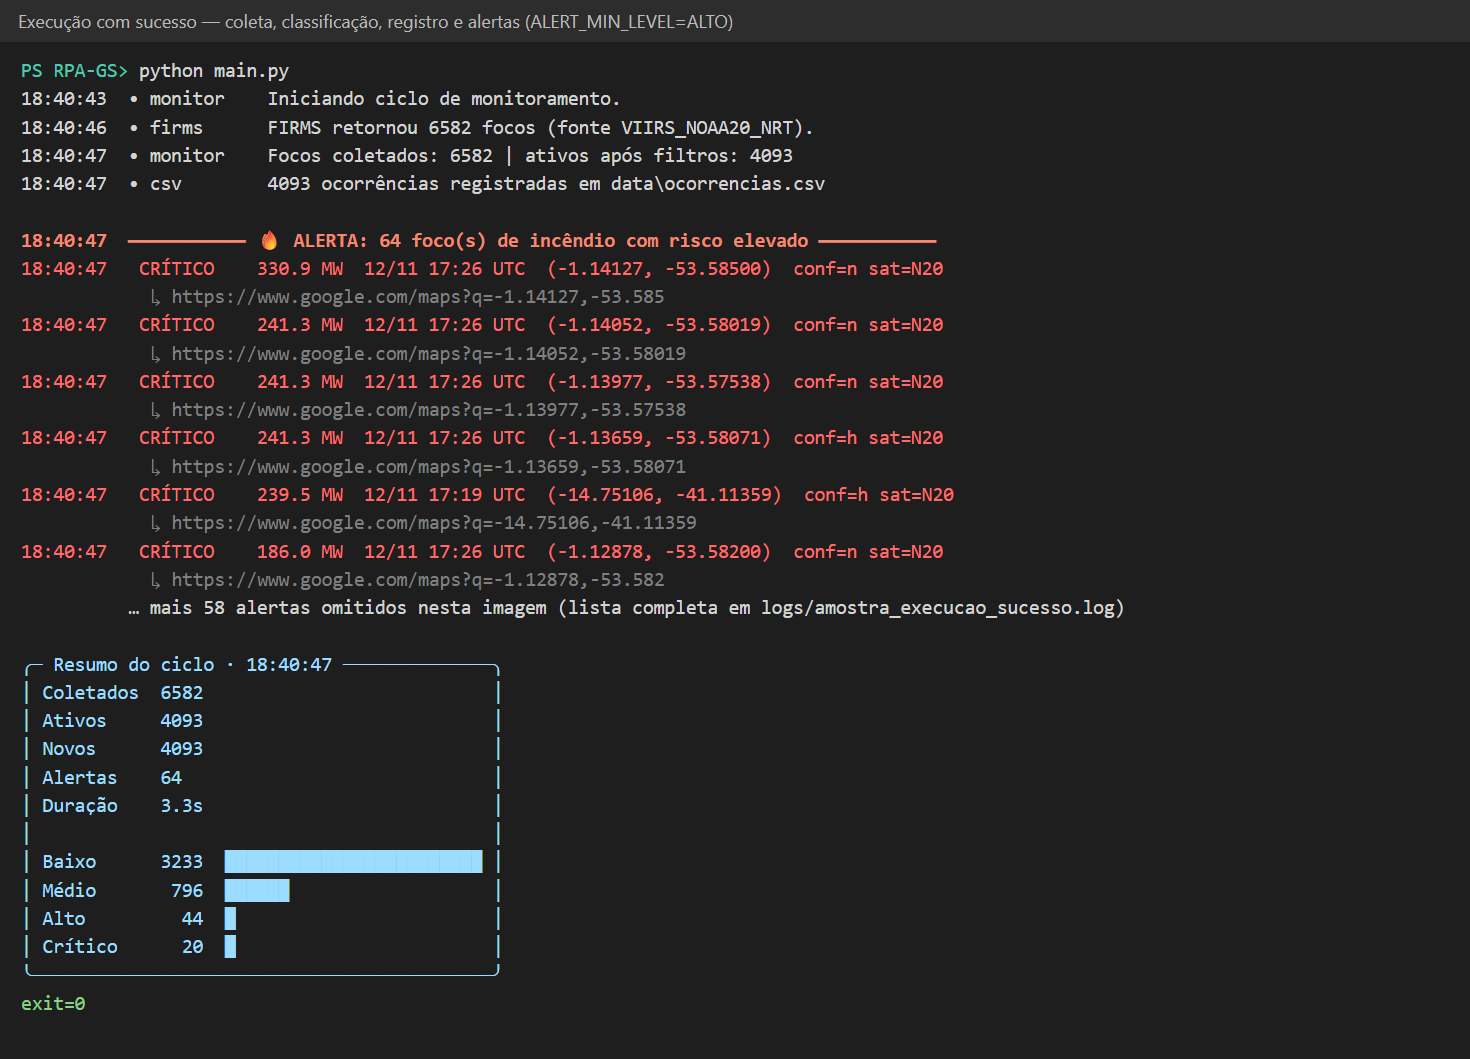 Execução com sucesso — coleta, classificação, registro e alertas (ALERT_MIN_LEVEL=ALTO)
PS RPA-GS> python main.py
18:40:43 • monitor Iniciando ciclo de monitoramento.
18:40:46 • firms FIRMS retornou 6582 focos (fonte VIIRS_NOAA20_NRT).
18:40:47 • monitor Focos coletados: 6582 | ativos após filtros: 4093
18:40:47 • csv 4093 ocorrências registradas em data\ocorrencias.csv
18:40:47 ─────────── 🔥 ALERTA: 64 foco(s) de incêndio com risco elevado ───────────
18:40:47 CRÍTICO 330.9 MW 12/11 17:26 UTC (-1.14127, -53.58500) conf=n sat=N20
↳ https://www.google.com/maps?q=-1.14127,-53.585
18:40:47 CRÍTICO 241.3 MW 12/11 17:26 UTC (-1.14052, -53.58019) conf=n sat=N20
↳ https://www.google.com/maps?q=-1.14052,-53.58019
18:40:47 CRÍTICO 241.3 MW 12/11 17:26 UTC (-1.13977, -53.57538) conf=n sat=N20
↳ https://www.google.com/maps?q=-1.13977,-53.57538
18:40:47 CRÍTICO 241.3 MW 12/11 17:26 UTC (-1.13659, -53.58071) conf=h sat=N20
↳ https://www.google.com/maps?q=-1.13659,-53.58071
18:40:47 CRÍTICO 239.5 MW 12/11 17:19 UTC (-14.75106, -41.11359) conf=h sat=N20
↳ https://www.google.com/maps?q=-14.75106,-41.11359
18:40:47 CRÍTICO 186.0 MW 12/11 17:26 UTC (-1.12878, -53.58200) conf=n sat=N20
↳ https://www.google.com/maps?q=-1.12878,-53.582
… mais 58 alertas omitidos nesta imagem (lista completa em logs/amostra_execucao_sucesso.log)
Resumo do ciclo · 18:40:47
Coletados 6582
Ativos 4093
Novos 4093
Alertas 64
Duração 3.3s
Baixo 3233
Médio 796
Alto 44
Crítico 20
exit=0